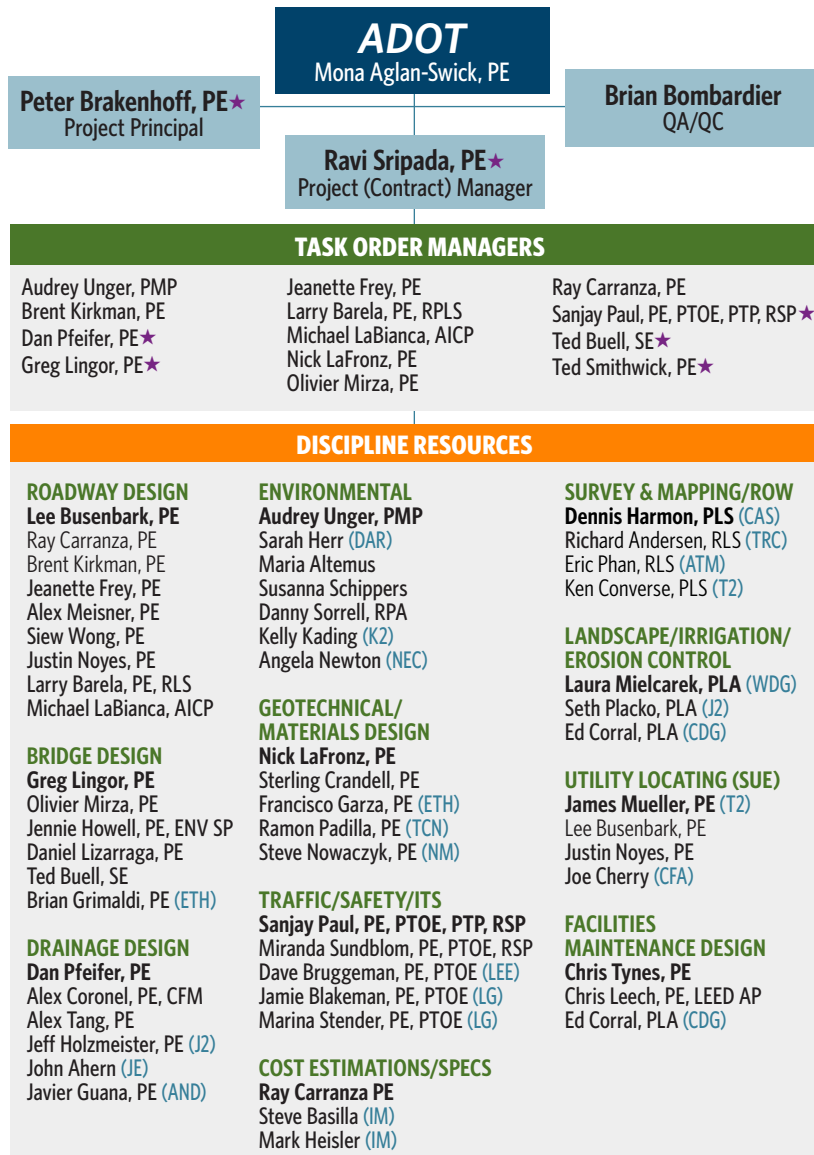 ADOT
Mona Aglan-Swick, PE
Peter Brakenhoff, PE★
Project Principal
Brian Bombardier
QA/QC
Ravi Sripada, PE★
Project (Contract) Manager
TASK ORDER MANAGERS
Audrey Unger, PMP
Brent Kirkman, PE
Dan Pfeifer, PE★
Greg Lingor, PE★
Jeanette Frey, PE
Larry Barela, PE, RPLS
Michael LaBianca, AICP
Nick LaFronz, PE
Olivier Mirza, PE
Ray Carranza, PE
Sanjay Paul, PE, PTOE, PTP, RSP★
Ted Buell, SE★
Ted Smithwick, PE★
DISCIPLINE RESOURCES
ROADWAY DESIGN
Lee Busenbark, PE
Ray Carranza, PE
Brent Kirkman, PE
Jeanette Frey, PE
Alex Meisner, PE
Siew Wong, PE
Justin Noyes, PE
Larry Barela, PE, RLS
Michael LaBianca, AICP
BRIDGE DESIGN
Greg Lingor, PE
Olivier Mirza, PE
Jennie Howell, PE, ENV SP
Daniel Lizarraga, PE
Ted Buell, SE
Brian Grimaldi, PE (ETH)
DRAINAGE DESIGN
Dan Pfeifer, PE
Alex Coronel, PE, CFM
Alex Tang, PE
Jeff Holzmeister, PE (J2)
John Ahern (JE)
Javier Guana, PE (AND)
ENVIRONMENTAL
Audrey Unger, PMP
Sarah Herr (DAR)
Maria Altemus
Susanna Schippers
Danny Sorrell, RPA
Kelly Kading (K2)
Angela Newton (NEC)
GEOTECHNICAL/
MATERIALS DESIGN
Nick LaFronz, PE
Sterling Crandell, PE
Francisco Garza, PE (ETH)
Ramon Padilla, PE (TCN)
Steve Nowaczyk, PE (NM)
TRAFFIC/SAFETY/ITS
Sanjay Paul, PE, PTOE, PTP, RSP
Miranda Sundblom, PE, PTOE, RSP
Dave Bruggeman, PE, PTOE (LEE)
Jamie Blakeman, PE, PTOE (LG)
Marina Stender, PE, PTOE (LG)
COST ESTIMATIONS/SPECS
Ray Carranza PE
Steve Basilla (IM)
Mark Heisler (IM)
SURVEY & MAPPING/ROW
Dennis Harmon, PLS (CAS)
Richard Andersen, RLS (TRC)
Eric Phan, RLS (ATM)
Ken Converse, PLS (T2)
LANDSCAPE/IRRIGATION/
EROSION CONTROL
Laura Mielcarek, PLA (WDG)
Seth Placko, PLA (J2)
Ed Corral, PLA (CDG)
UTILITY LOCATING (SUE)
James Mueller, PE (T2)
Lee Busenbark, PE
Justin Noyes, PE
Joe Cherry (CFA)
FACILITIES
MAINTENANCE DESIGN
Chris Tynes, PE
Chris Leech, PE, LEED AP
Ed Corral, PLA (CDG)